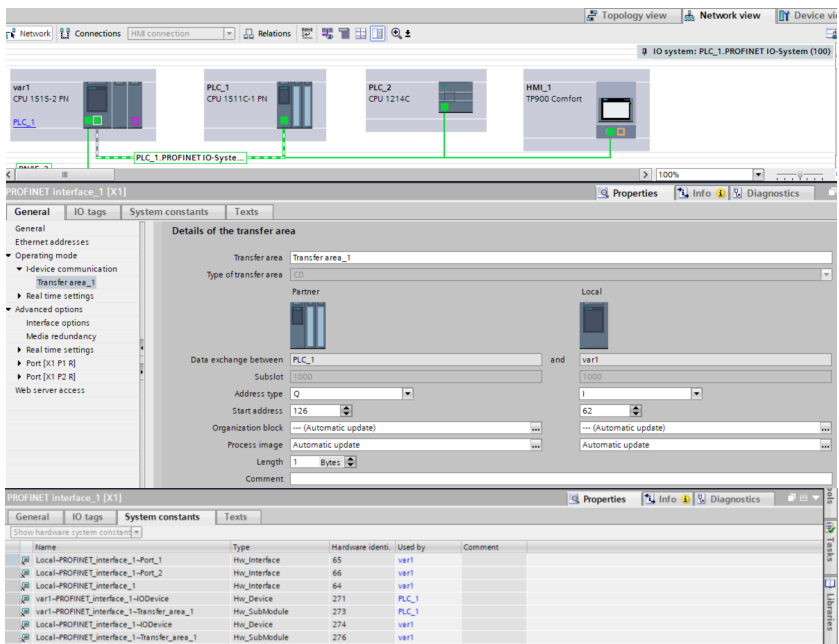 Topology view Network view Device vi
Network Connections HMI connection Relations
IO system: PLC_1.PROFINET IO-System (100)
var1 PLC_1 PLC_2 HMI_1
CPU 1515-2 PN CPU 1511C-1 PN CPU 1214C TP900 Comfort
PLC_1
PLC_1.PROFINET IO-Syste...
100%
PROFINET interface_1 [X1] Properties Info Diagnostics
General IO tags System constants Texts
General
Ethernet addresses
Operating mode
I-device communication
Transfer area_1
Real time settings
Advanced options
Interface options
Media redundancy
Real time settings
Port [X1 P1 R]
Port [X1 P2 R]
Web server access
Details of the transfer area
Transfer area Transfer area_1
Type of transfer area CD
Partner Local
Data exchange between PLC_1 and var1
Subslot 1000 1000
Address type Q I
Start address 126 62
Organization block --- (Automatic update) ... --- (Automatic update) ...
Process image Automatic update ... Automatic update ...
Length 1 Bytes
Comment
PROFINET interface_1 [X1] Properties Info Diagnostics
General IO tags System constants Texts
Show hardware system constant
Name Type Hardware identi. Used by Comment
Local~PROFINET_interface_1~Port_1 Hw_Interface 65 var1
Local~PROFINET_interface_1~Port_2 Hw_Interface 66 var1
Local~PROFINET_interface_1 Hw_Interface 64 var1
var1~PROFINET_interface_1~IODevice Hw_Device 271 PLC_1
var1~PROFINET_interface_1~Transfer_area_1 Hw_SubModule 273 PLC_1
Local~PROFINET_interface_1~IODevice Hw_Device 274 var1
Local~PROFINET_interface_1~Transfer_area_1 Hw_SubModule 276 var1
ols
Tasks
Libraries